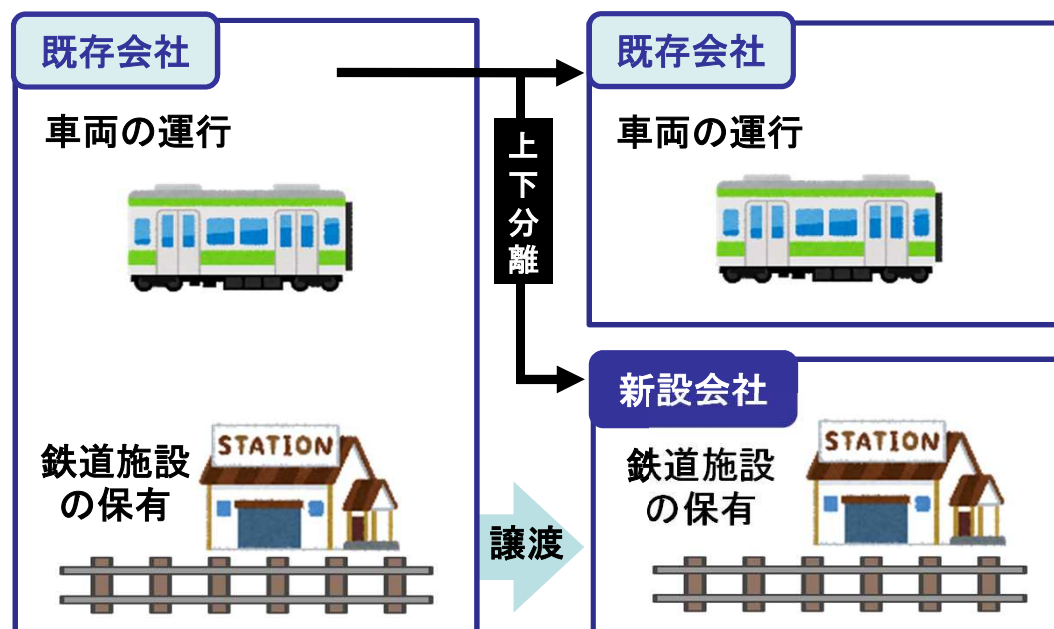 既存会社
車両の運行
STATION
鉄道施設
の保有
上下分離
譲渡
既存会社
車両の運行
新設会社
STATION
鉄道施設
の保有